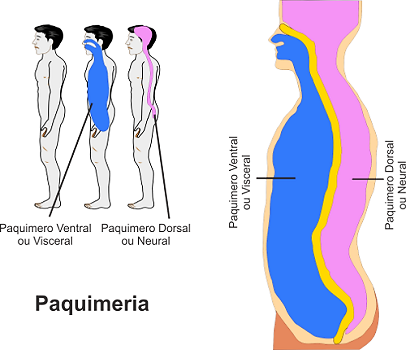 Paquimero Ventral
ou Visceral
Paquimero Dorsal
ou Neural
Paquimeria
Paquimero Ventral
ou Visceral
Paquimero Dorsal
ou Neural